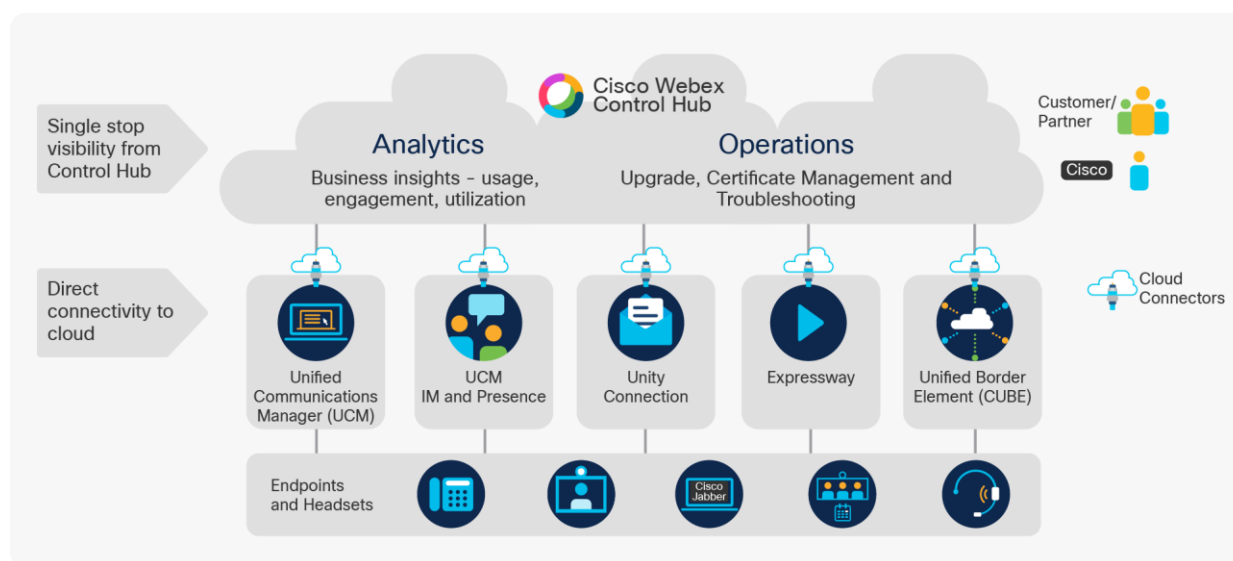 Cisco Webex
Control Hub
Single stop
visibility from
Control Hub
Analytics
Business insights - usage,
engagement, utilization
Operations
Upgrade, Certificate Management and
Troubleshooting
Customer/
Partner
Cisco
Direct
connectivity to
cloud
Unified
Communications
Manager (UCM)
UCM
IM and Presence
Unity
Connection
Expressway
Unified Border
Element (CUBE)
Cloud
Connectors
Endpoints
and Headsets
Cisco
Jabber